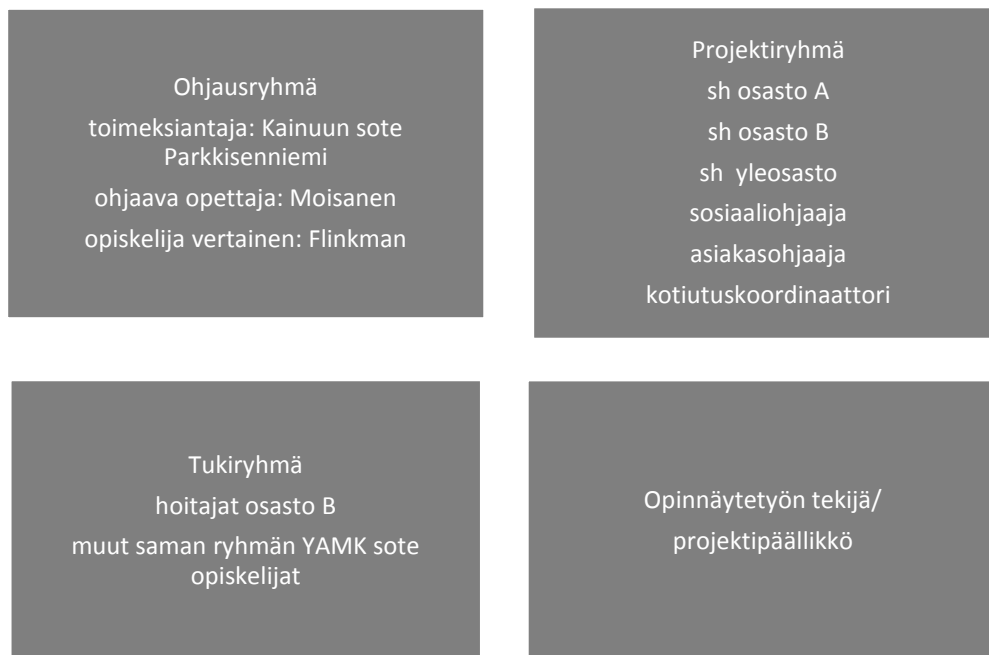 Ohjausryhmä
toimeksiantaja: Kainuun sote
Parkkisenniemi
ohjaava opettaja: Moisanen
opiskelija vertainen: Flinkman
Projektiryhmä
sh osasto A
sh osasto B
sh yleosasto
sosiaaliohjaaja
asiakasohjaaja
kotiutuskoordinaattori
Tukiryhmä
hoitajat osasto B
muut saman ryhmän YAMK sote
opiskelijat
Opinnäytetyön tekijä/
projektipäällikkö